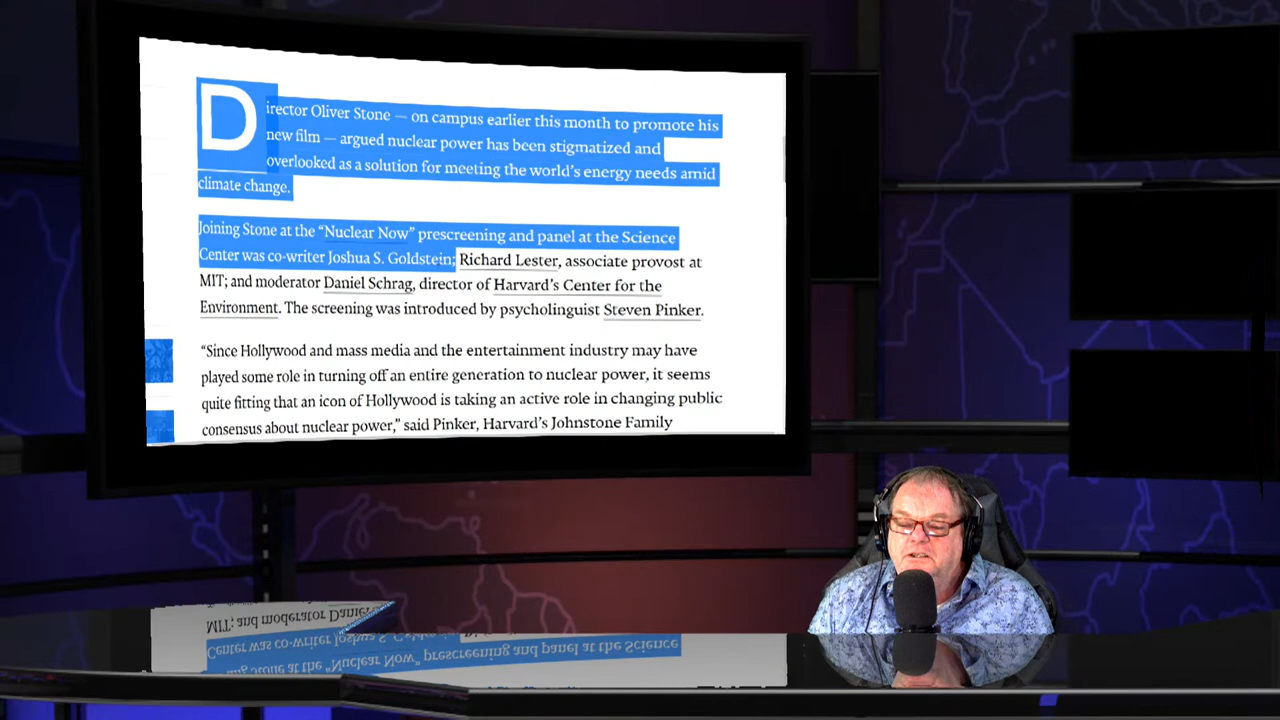 Director Oliver Stone — on campus earlier this month to promote his
new film — argued nuclear power has been stigmatized and
overlooked as a solution for meeting the world’s energy needs amid
climate change.
Joining Stone at the “Nuclear Now” prescreening and panel at the Science
Center was co-writer Joshua S. Goldstein; Richard Lester, associate provost at
MIT; and moderator Daniel Schrag, director of Harvard’s Center for the
Environment. The screening was introduced by psycholinguist Steven Pinker.
“Since Hollywood and mass media and the entertainment industry may have
played some role in turning off an entire generation to nuclear power, it seems
quite fitting that an icon of Hollywood is taking an active role in changing public
consensus about nuclear power,” said Pinker, Harvard’s Johnstone Family